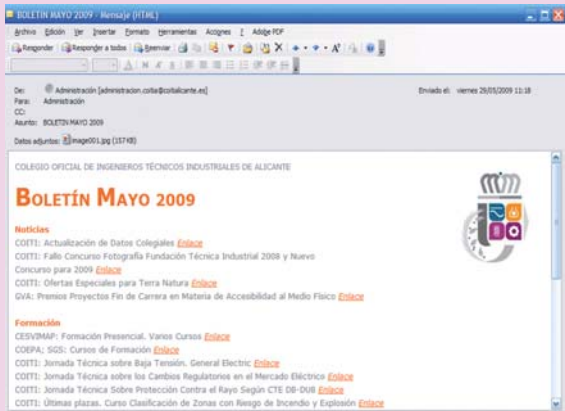 BOLETÍN MAYO 2009 - Mensaje (HTML)
Archivo Edición Ver Insertar Formato Herramientas Acciones ? Adobe PDF
Responder Responder a todos Reenviar
De: Administración [administracion.coitia@coitialicante.es] Enviado el: viernes 29/05/2009 11:18
Para: Administración
CC:
Asunto: BOLETÍN MAYO 2009
Datos adjuntos: image001.jpg (157 KB)
COLEGIO OFICIAL DE INGENIEROS TÉCNICOS INDUSTRIALES DE ALICANTE
BOLETÍN MAYO 2009
Noticias
COITI: Actualización de Datos Colegiales Enlace
COITI: Fallo Concurso Fotografía Fundación Técnica Industrial 2008 y Nuevo
Concurso para 2009 Enlace
COITI: Ofertas Especiales para Terra Natura Enlace
GVA: Premios Proyectos Fin de Carrera en Materia de Accesibilidad al Medio Físico Enlace
Formación
CESVIMAP: Formación Presencial. Varios Cursos Enlace
COEPA; SGS: Cursos de Formación Enlace
COITI: Jornada Técnica sobre Baja Tensión. General Electric Enlace
COITI: Jornada Técnica sobre los Cambios Regulatorios en el Mercado Eléctrico Enlace
COITI: Jornada Técnica Sobre Protección Contra el Rayo Según CTE DB-DUB Enlace
COITI: Últimas plazas. Curso Clasificación de Zonas con Riesgo de Incendio y Explosión Enlace